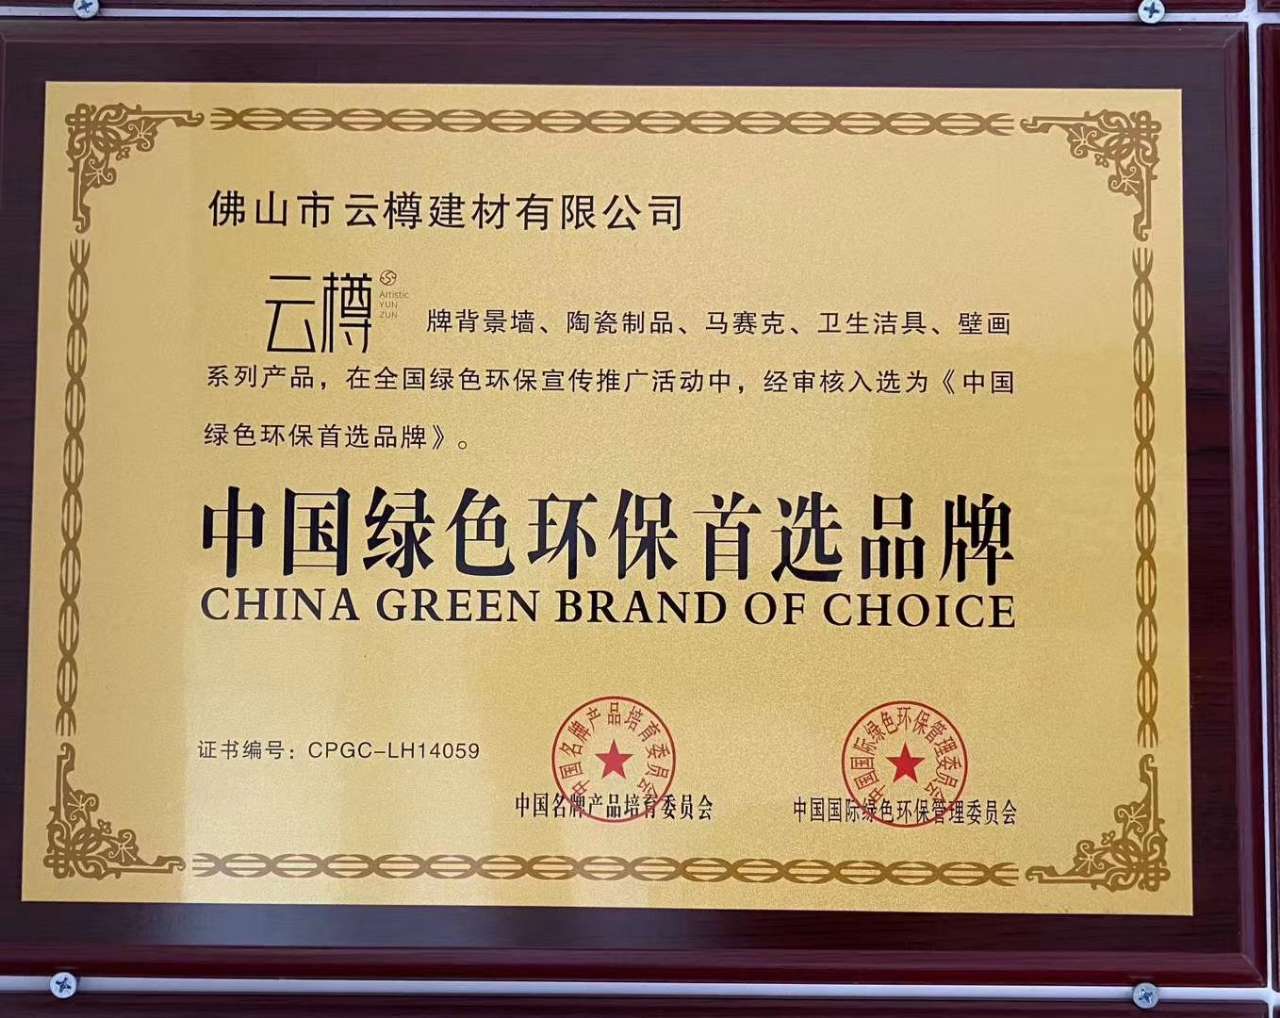 佛山市云樽建材有限公司
云樽
Artistic
YUN
ZUN
牌背景墙、陶瓷制品、马赛克、卫生洁具、壁画
系列产品，在全国绿色环保宣传推广活动中，经审核入选为《中国
绿色环保首选品牌》。
中国绿色环保首选品牌
CHINA GREEN BRAND OF CHOICE
证书编号：CPGC-LH14059
中国名牌产品培育委员会
中国名牌产品培育委员会
中国国际绿色环保管理委员会
中国国际绿色环保管理委员会